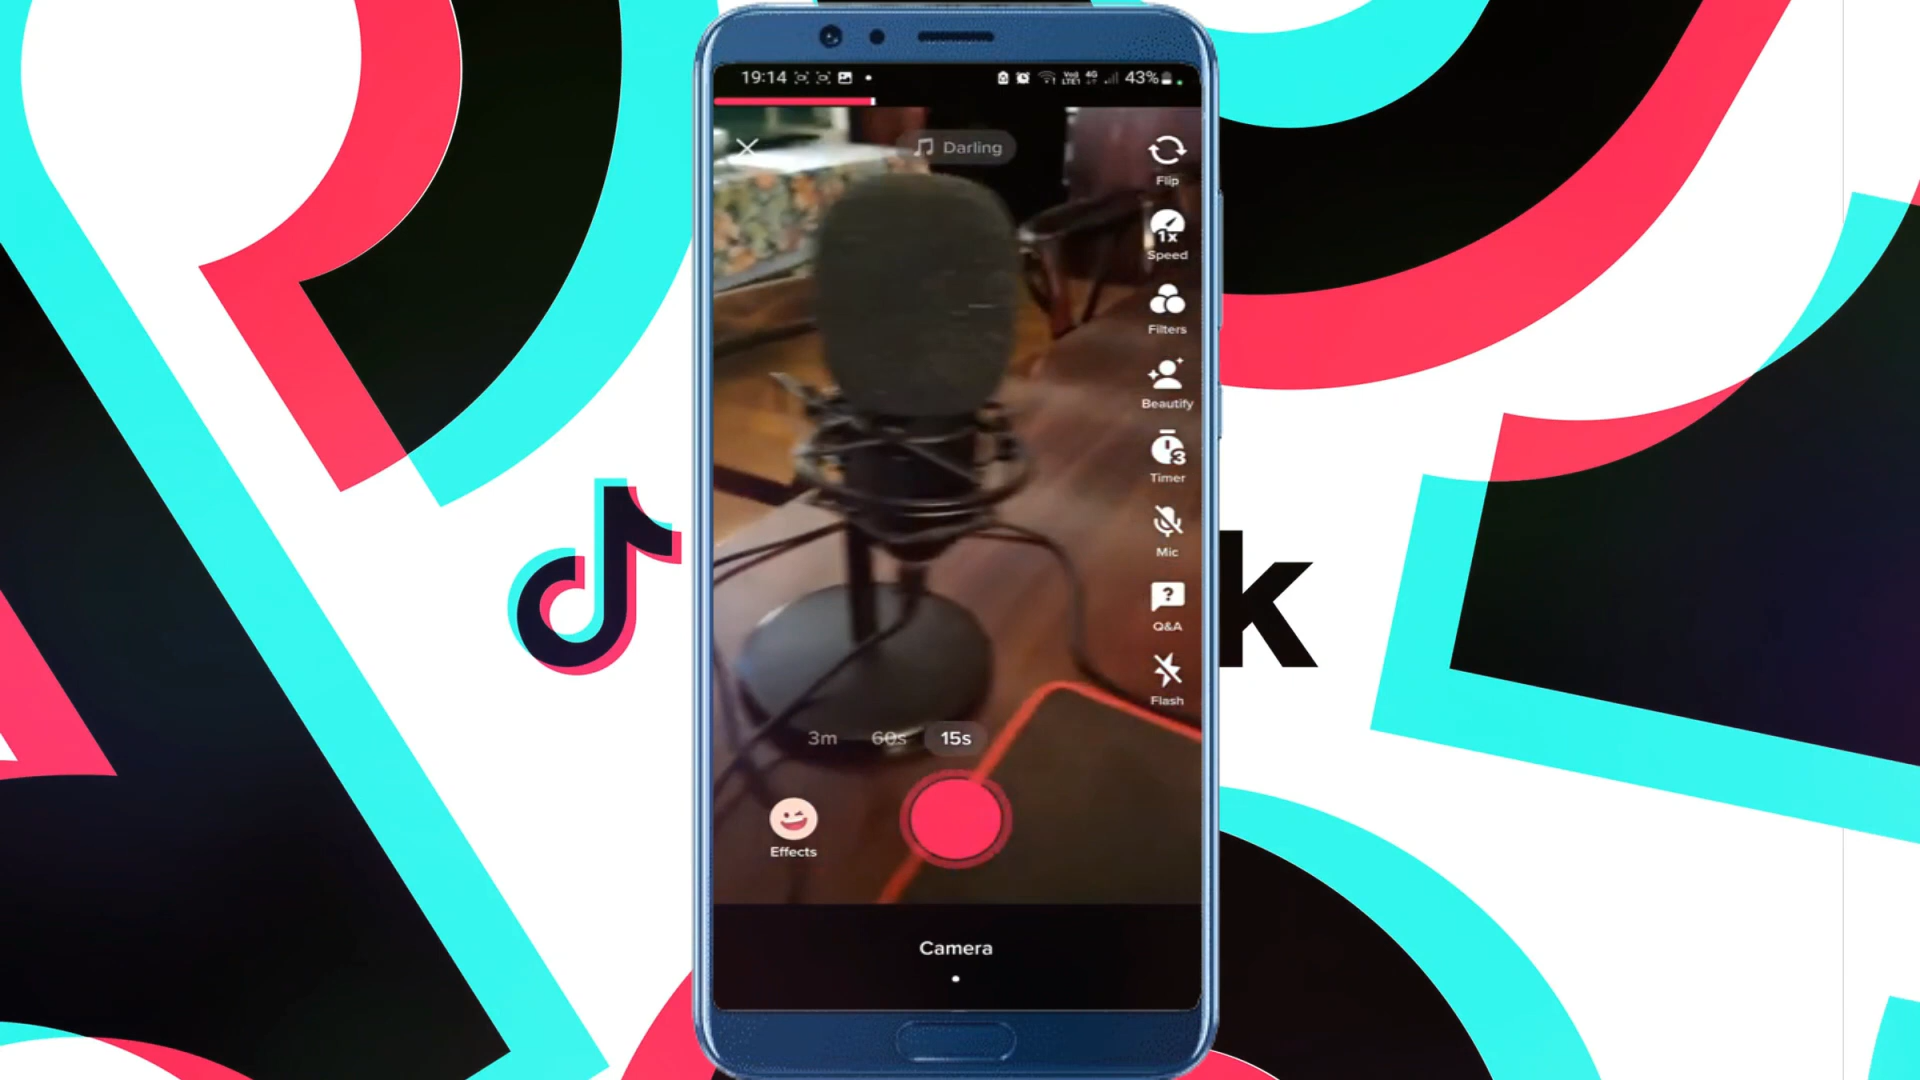 19:14 43%
Darling
Flip
1x
Speed
Filters
Beautify
3
Timer
Mic
?
Q&A
Flash
k
3m 60s 15s
Effects
Camera